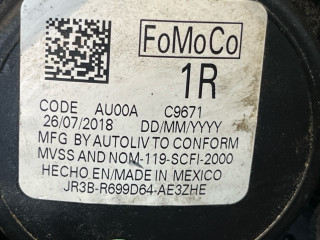 FoMoCo
1R
CODE AU00A C9671
26/07/2018 DD/MM/YYYY
MFG BY AUTOLIV TO CONFORM
MVSS AND NOM-119-SCFI-2000
HECHO EN/MADE IN MEXICO
JR3B-R699D64-AE3ZHE